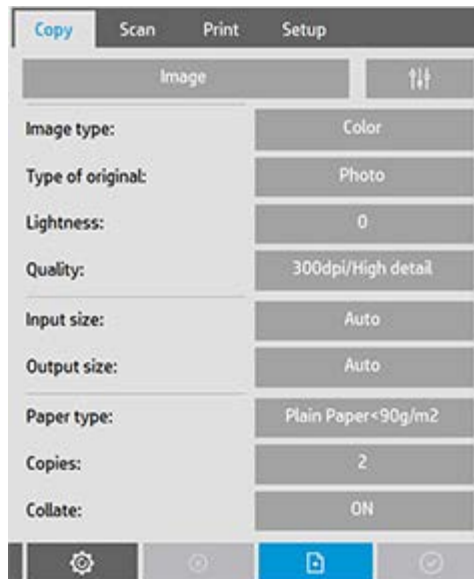 Copy Scan Print Setup
Image
Image type: Color
Type of original: Photo
Lightness: 0
Quality: 300dpi/High detail
Input size: Auto
Output size: Auto
Paper type: Plain Paper<90g/m2
Copies: 2
Collate: ON